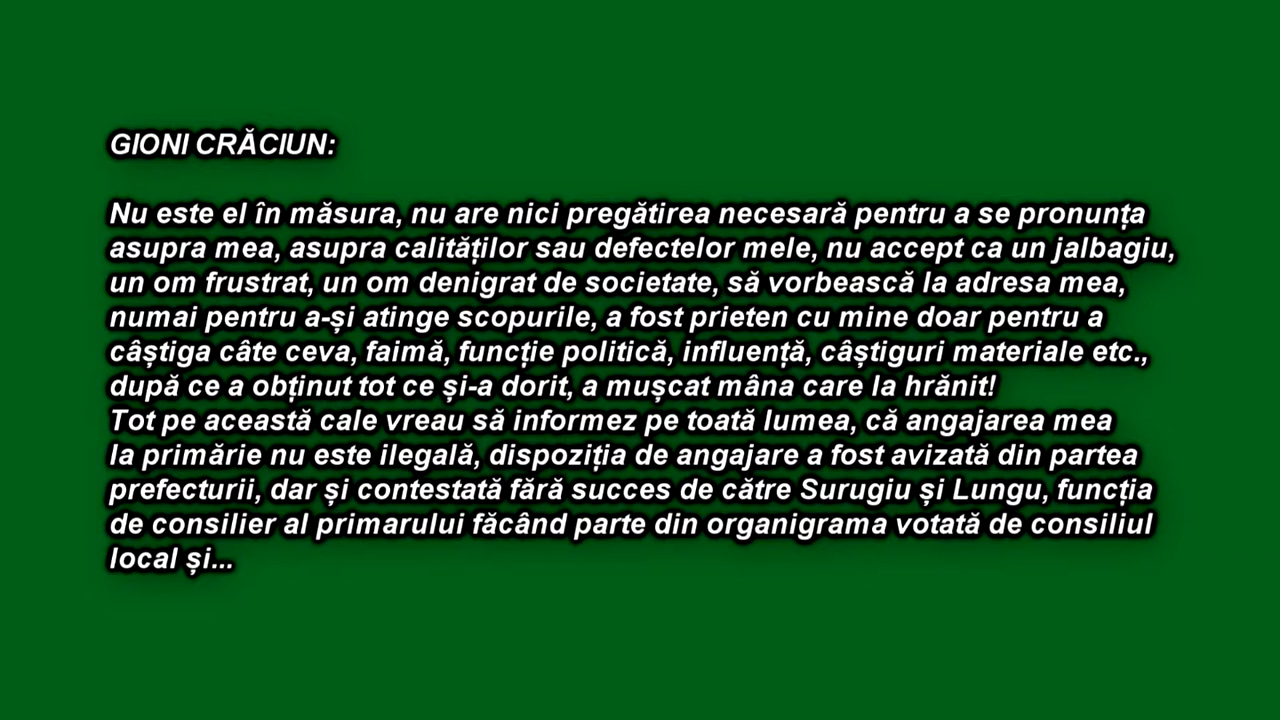 GIONI CRĂCIUN:
Nu este el în măsura, nu are nici pregătirea necesară pentru a se pronunța
asupra mea, asupra calităților sau defectelor mele, nu accept ca un jalbagiu,
un om frustrat, un om denigrat de societate, să vorbească la adresa mea,
numai pentru a-și atinge scopurile, a fost prieten cu mine doar pentru a
câștiga câte ceva, faimă, funcție politică, influență, câștiguri materiale etc.,
după ce a obținut tot ce și-a dorit, a mușcat mâna care la hrănit!
Tot pe această cale vreau să informez pe toată lumea, că angajarea mea
la primărie nu este ilegală, dispoziția de angajare a fost avizată din partea
prefecturii, dar și contestată fără succes de către Surugiu și Lungu, funcția
de consilier al primarului făcând parte din organigrama votată de consiliul
local și...